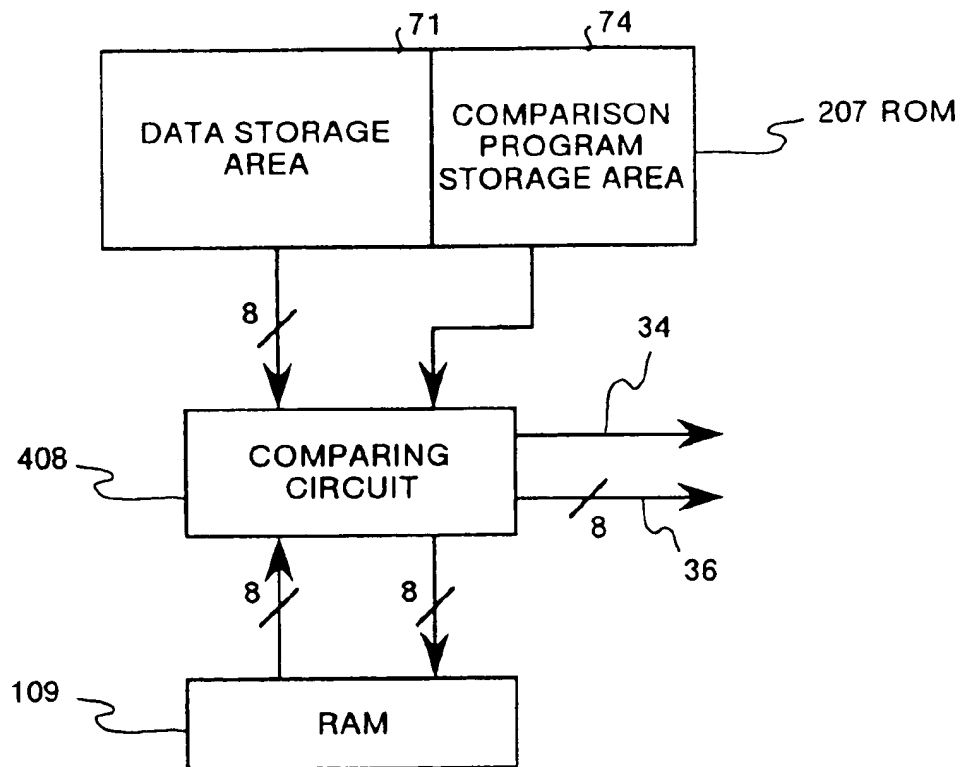 71
74
DATA STORAGE
AREA
COMPARISON
PROGRAM
STORAGE AREA
207 ROM
8
34
408
COMPARING
CIRCUIT
8
36
8
8
109
RAM